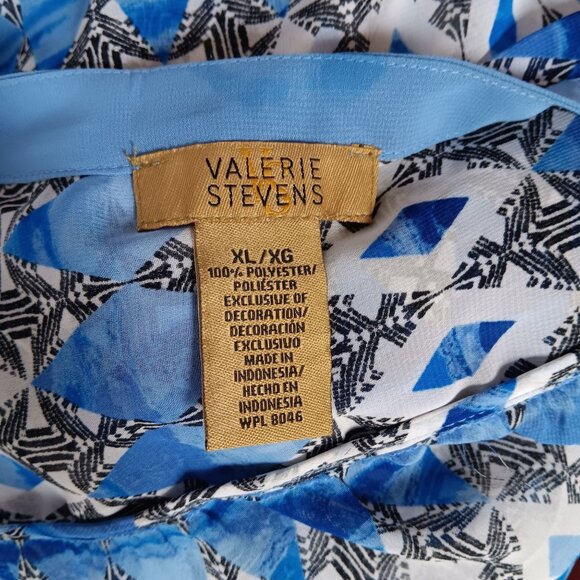 VALERIE
STEVENS
XL/XG
100% POLYESTER/
POLIÉSTER
EXCLUSIVE OF
DECORATION/
DECORACIÓN
EXCLUSIVO
MADE IN
INDONESIA/
HECHO EN
INDONESIA
WPL 8046